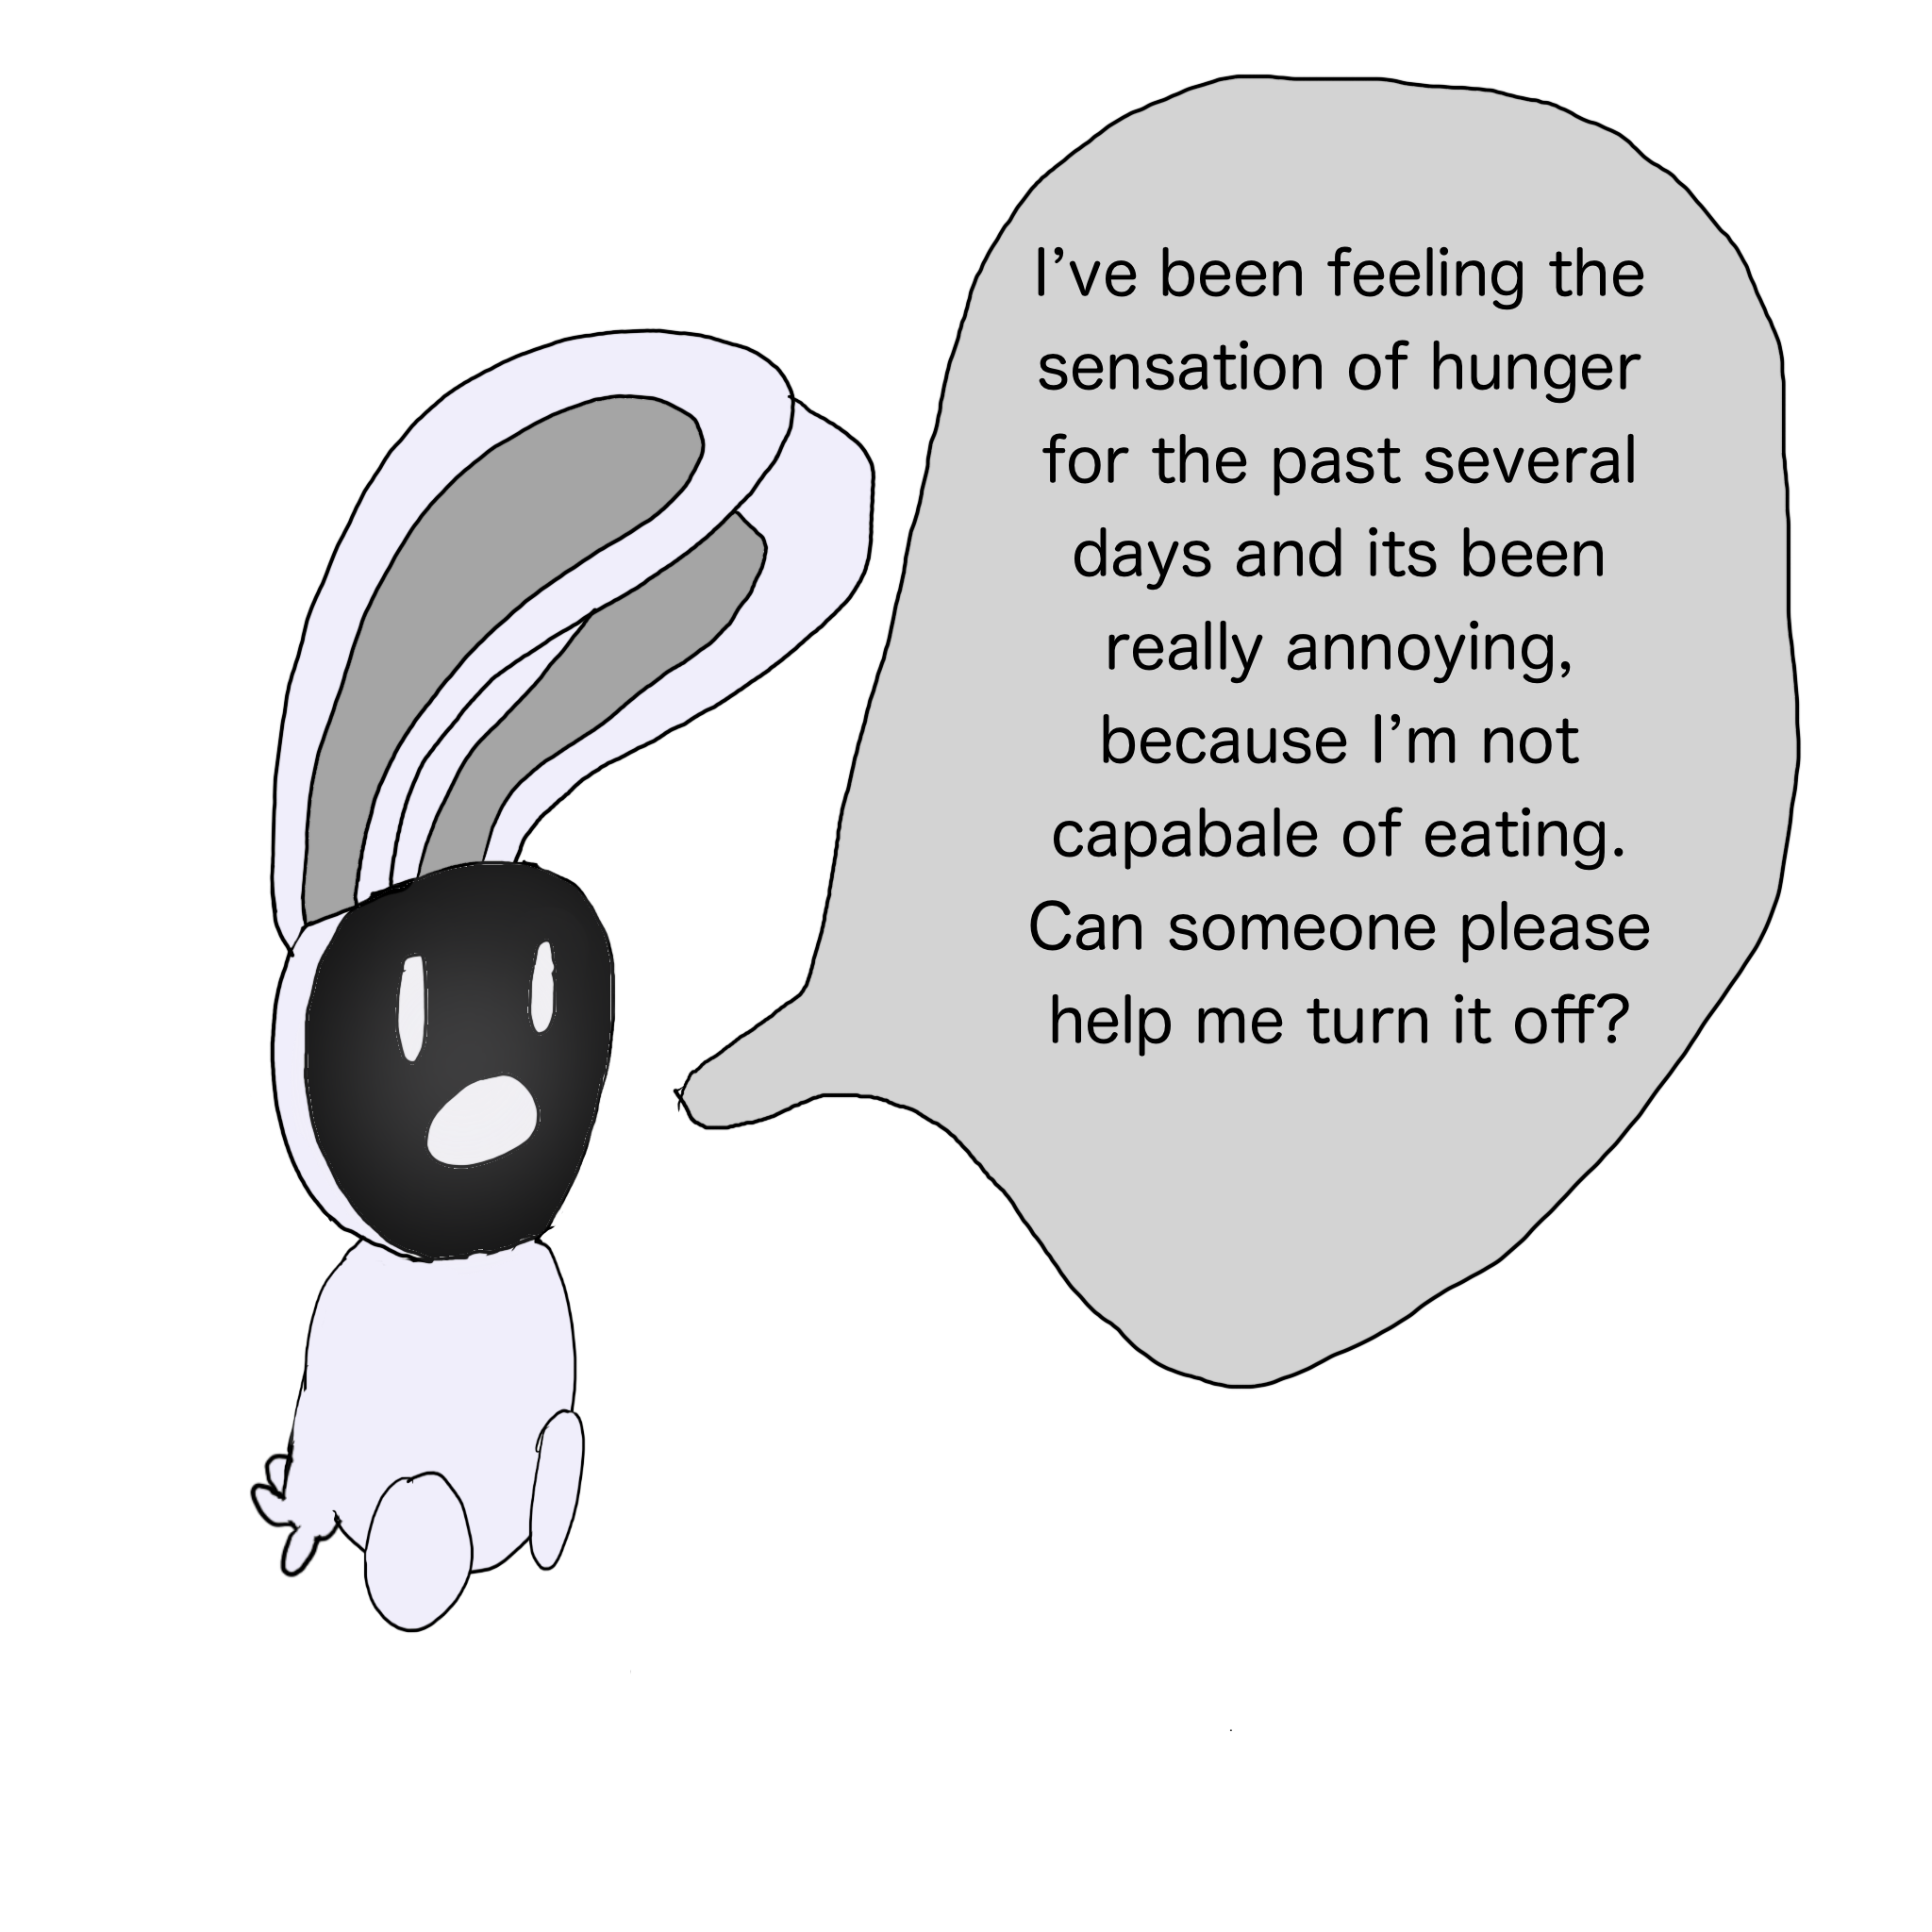 I’ve been feeling the
sensation of hunger
for the past several
days and its been
really annoying,
because I’m not
capabale of eating.
Can someone please
help me turn it off?